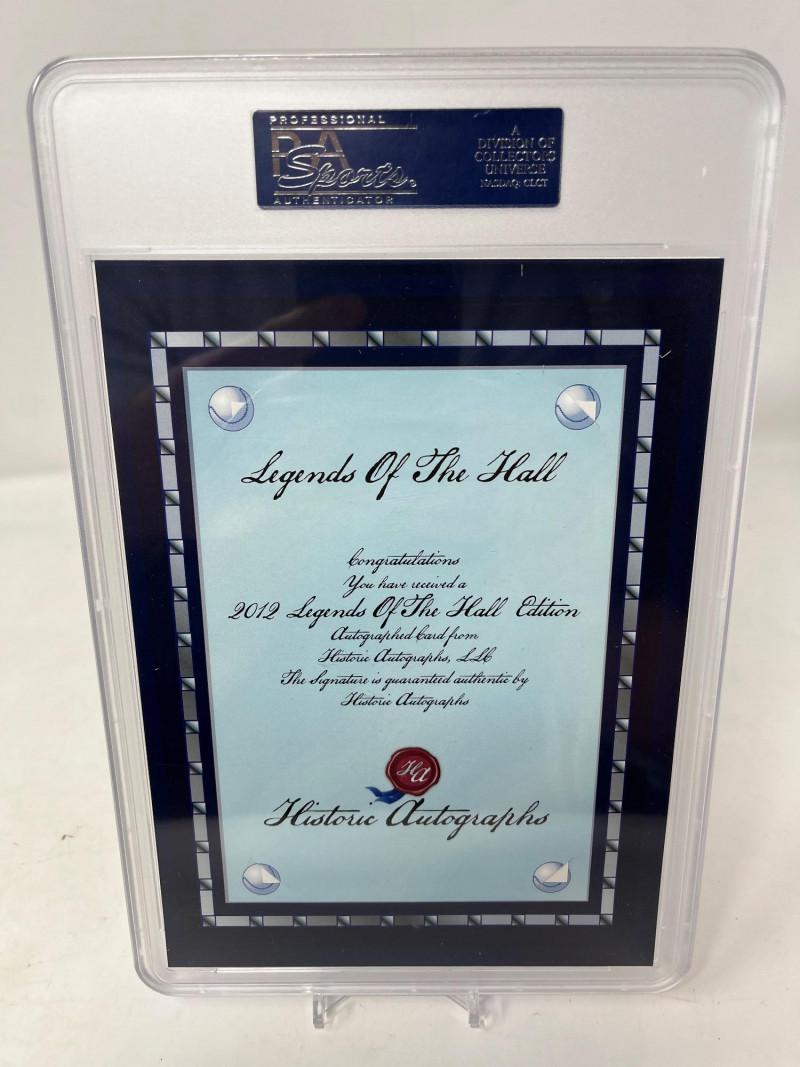 PROFESSIONAL
PSA
Sports
AUTHENTICATOR
A
DIVISION OF
COLLECTORS
UNIVERSE
NASDAQ: CLCT
Legends Of The Hall
Congratulations
You have received a
2012 Legends Of The Hall Edition
Autographed Card from
Historic Autographs, LLC
The Signature is guaranteed authentic by
Historic Autographs
HA
Historic Autographs